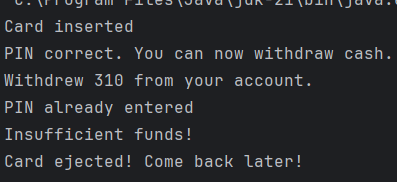 C:\Program Files\Java\jdk-21\bin\java.
Card inserted
PIN correct. You can now withdraw cash.
Withdrew 310 from your account.
PIN already entered
Insufficient funds!
Card ejected! Come back later!